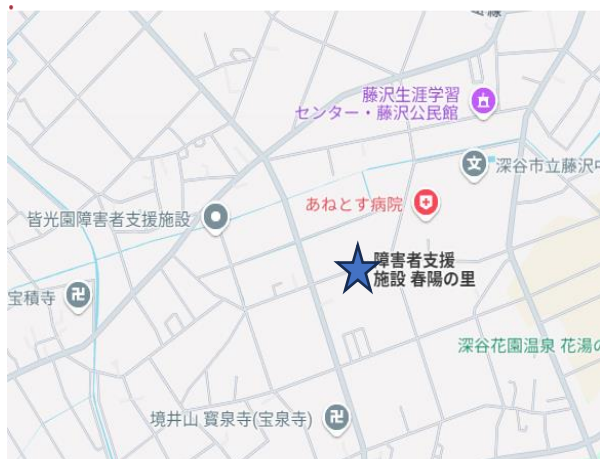 藤沢生涯学習
センター・藤沢公民館
文
深谷市立藤沢中
あねとす病院
皆光園障害者支援施設
障害者支援
施設 春陽の里
宝積寺
深谷花園温泉 花湯の
境井山 寳泉寺(宝泉寺)